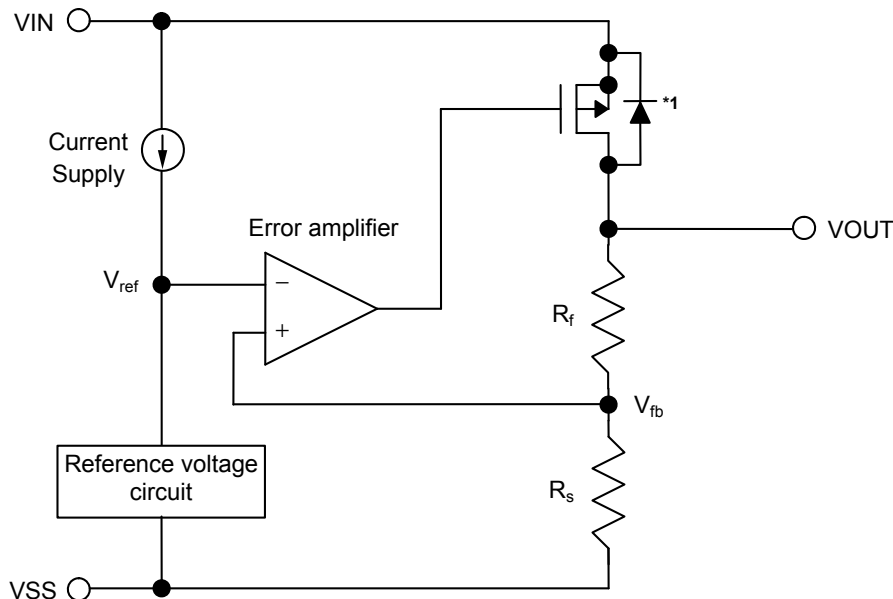 VIN
*1
Current
Supply
Error amplifier
VOUT
Vref
−
+
Rf
Vfb
Reference voltage
circuit
Rs
VSS